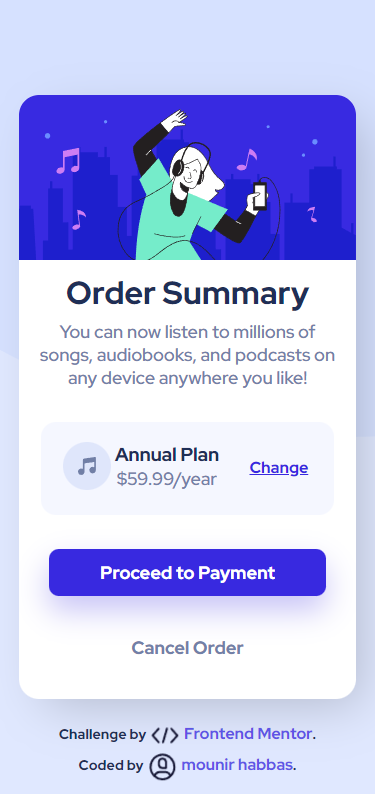 Order Summary
You can now listen to millions of
songs, audiobooks, and podcasts on
any device anywhere you like!
Annual Plan
$59.99/year
Change
Proceed to Payment
Cancel Order
Challenge by </> Frontend Mentor.
Coded by mounir habbas.